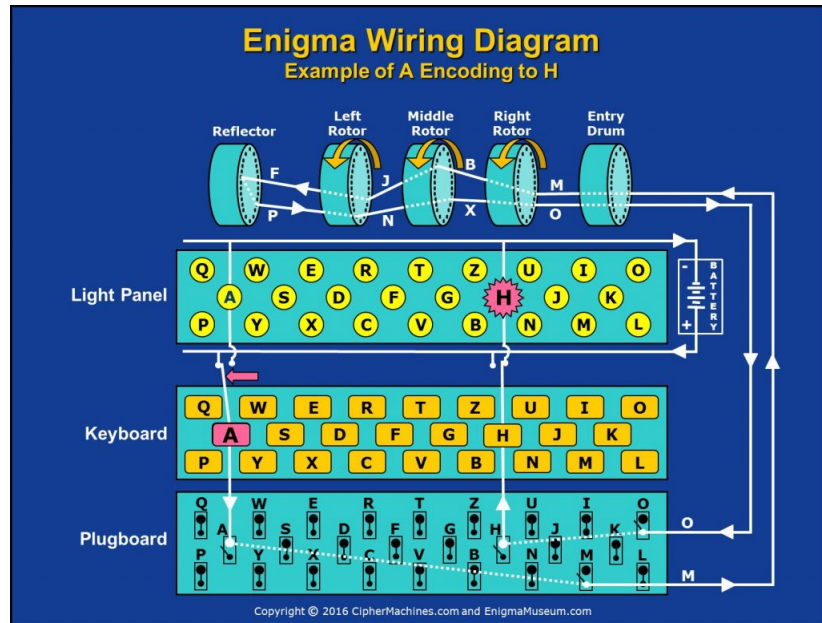 Enigma Wiring Diagram
Example of A Encoding to H
Reflector
Left Rotor
Middle Rotor
Right Rotor
Entry Drum
F J B M
P N X O
Light Panel
Q W E R T Z U I O
A S D F G H J K
P Y X C V B N M L
- BATTERY +
Keyboard
Q W E R T Z U I O
A S D F G H J K
P Y X C V B N M L
Plugboard
Q W E R T Z U I O
A S D F G H J K O
P Y X C V B N M L
M
Copyright © 2016 CipherMachines.com and EnigmaMuseum.com